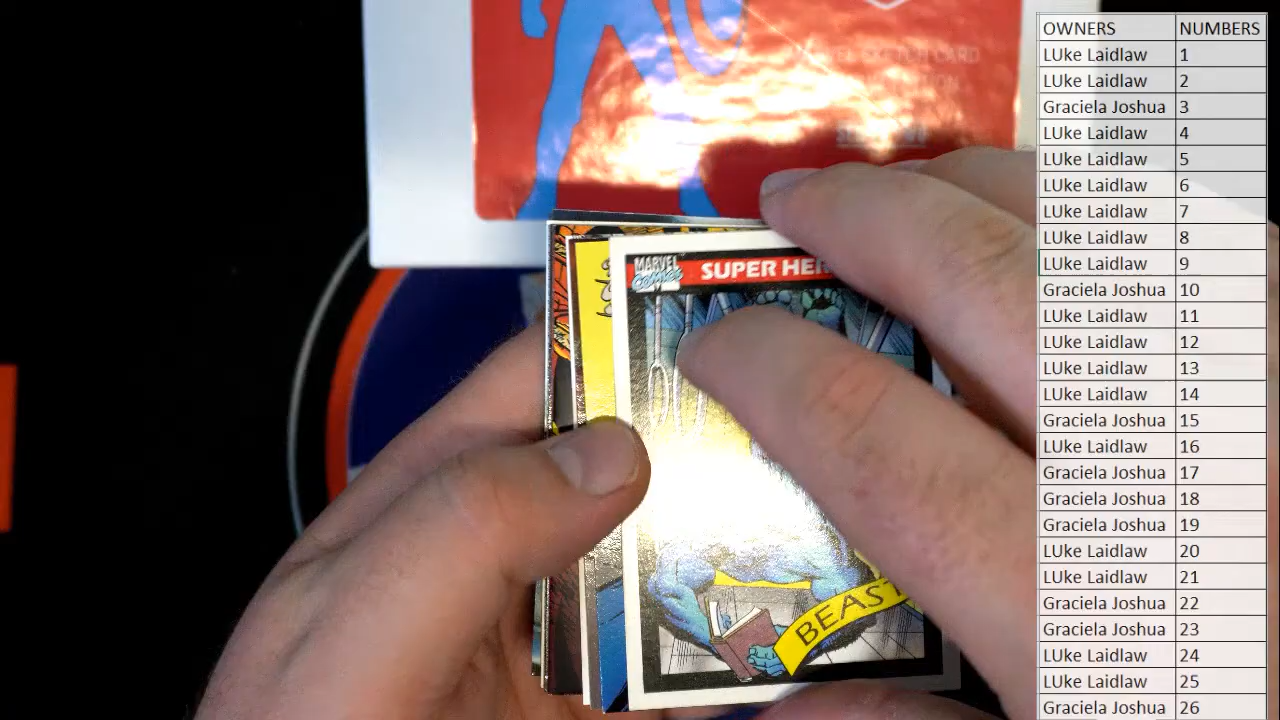 OWNERS NUMBERS
LUke Laidlaw 1
LUke Laidlaw 2
Graciela Joshua 3
LUke Laidlaw 4
LUke Laidlaw 5
LUke Laidlaw 6
LUke Laidlaw 7
LUke Laidlaw 8
LUke Laidlaw 9
Graciela Joshua 10
LUke Laidlaw 11
LUke Laidlaw 12
LUke Laidlaw 13
LUke Laidlaw 14
Graciela Joshua 15
LUke Laidlaw 16
Graciela Joshua 17
Graciela Joshua 18
Graciela Joshua 19
LUke Laidlaw 20
LUke Laidlaw 21
Graciela Joshua 22
Graciela Joshua 23
LUke Laidlaw 24
LUke Laidlaw 25
Graciela Joshua 26
CARD
MARVEL
COMICS
SUPER
BEAST